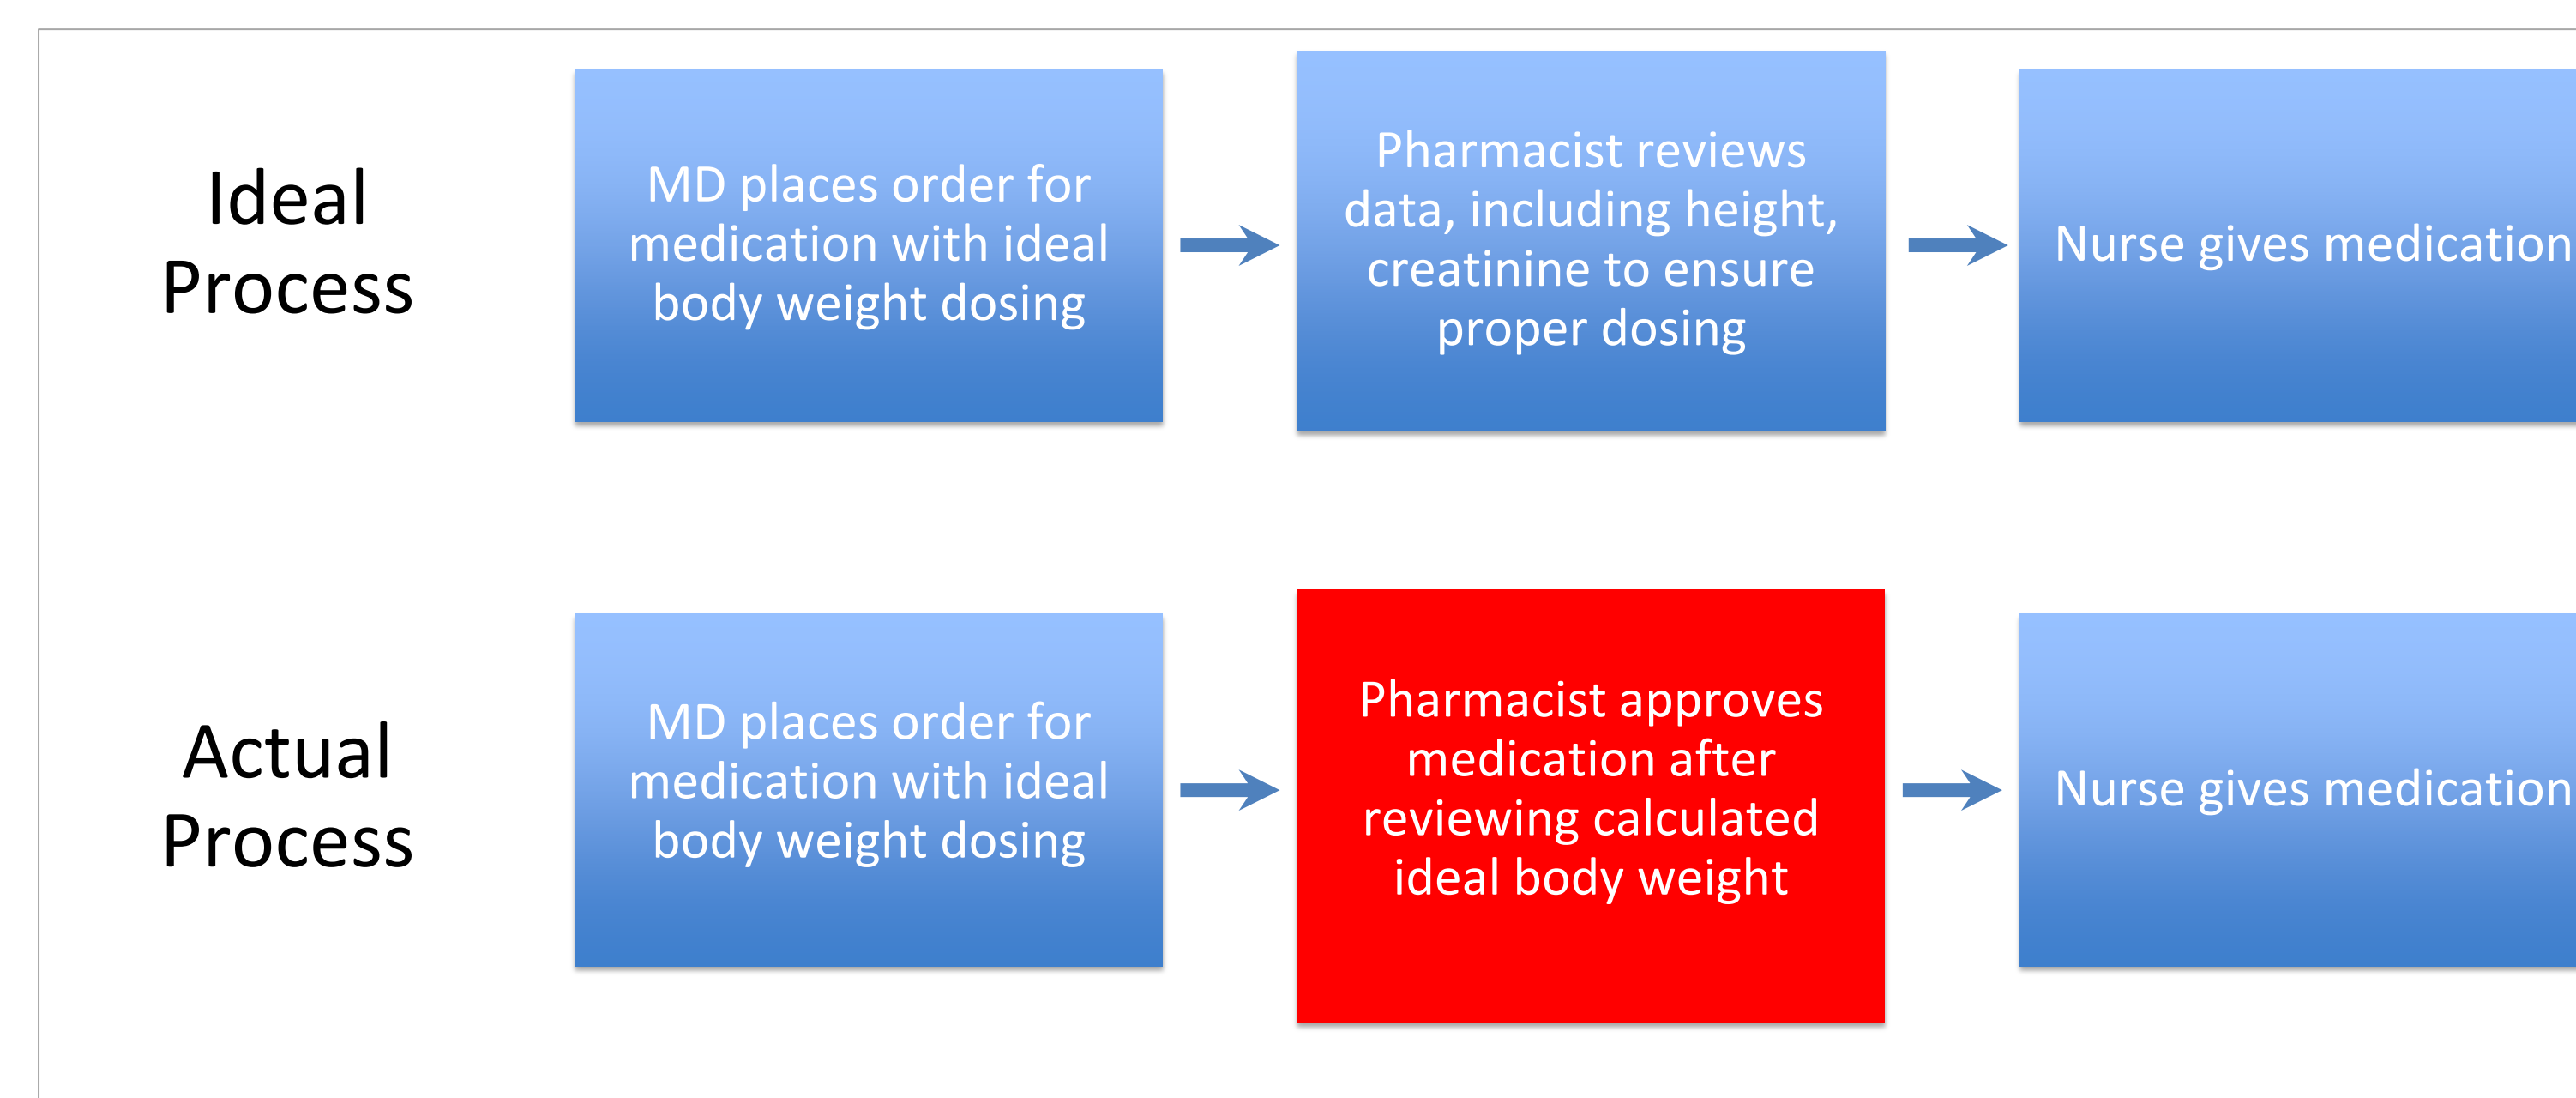 Ideal
Process
MD places order for
medication with ideal
body weight dosing
Pharmacist reviews
data, including height,
creatinine to ensure
proper dosing
Nurse gives medication
Actual
Process
MD places order for
medication with ideal
body weight dosing
Pharmacist approves
medication after
reviewing calculated
ideal body weight
Nurse gives medication